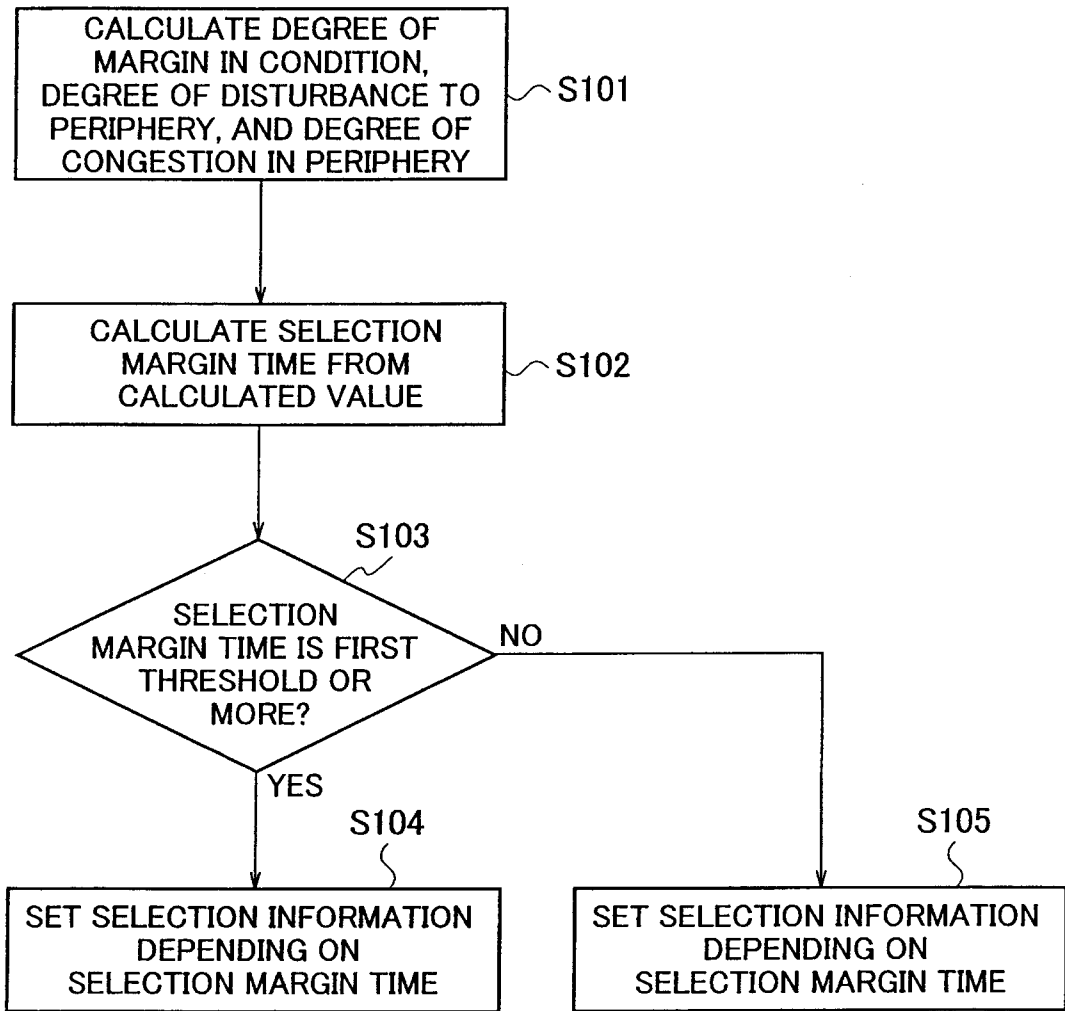 CALCULATE DEGREE OF
MARGIN IN CONDITION,
DEGREE OF DISTURBANCE TO
PERIPHERY, AND DEGREE OF
CONGESTION IN PERIPHERY
S101
CALCULATE SELECTION
MARGIN TIME FROM
CALCULATED VALUE
S102
S103
SELECTION
MARGIN TIME IS FIRST
THRESHOLD OR
MORE?
NO
YES
S104
SET SELECTION INFORMATION
DEPENDING ON
SELECTION MARGIN TIME
S105
SET SELECTION INFORMATION
DEPENDING ON
SELECTION MARGIN TIME